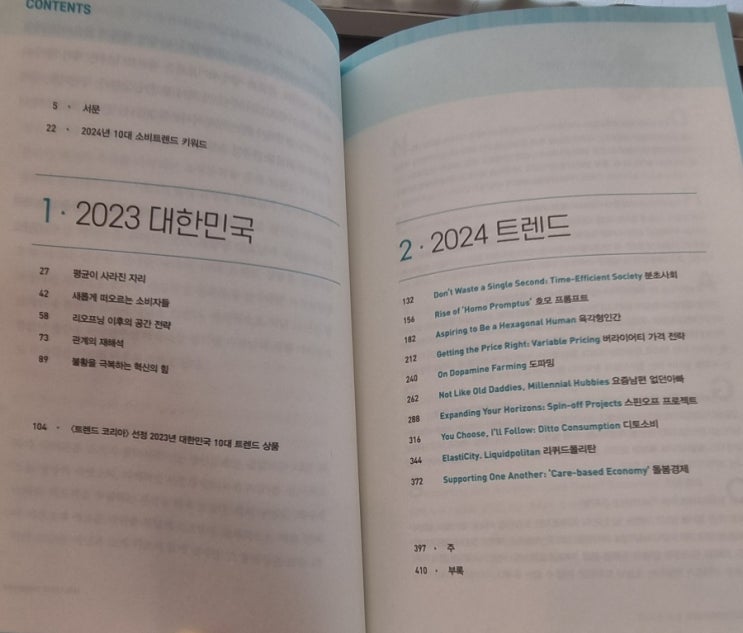 CONTENTS
5 · 서문
22 · 2024년 10대 소비트렌드 키워드
1 · 2023 대한민국
27 평균이 사라진 자리
42 새롭게 떠오르는 소비자들
58 리오프닝 이후의 공간 전략
73 관계의 재해석
89 불황을 극복하는 혁신의 힘
104 · 〈트렌드 코리아〉 선정 2023년 대한민국 10대 트렌드 상품
2 · 2024 트렌드
132 Don't Waste a Single Second: Time-Efficient Society 분초사회
156 Rise of 'Homo Promptus' 호모 프롬프트
182 Aspiring to Be a Hexagonal Human 육각형인간
212 Getting the Price Right: Variable Pricing 버라이어티 가격 전략
240 On Dopamine Farming 도파밍
262 Not Like Old Daddies, Millennial Hubbies 요즘남편 없던아빠
288 Expanding Your Horizons: Spin-off Projects 스핀오프 프로젝트
316 You Choose, I'll Follow: Ditto Consumption 디토소비
344 ElastiCity. Liquidpolitan 리퀴드폴리탄
372 Supporting One Another: 'Care-based Economy' 돌봄경제
397 · 주
410 · 부록